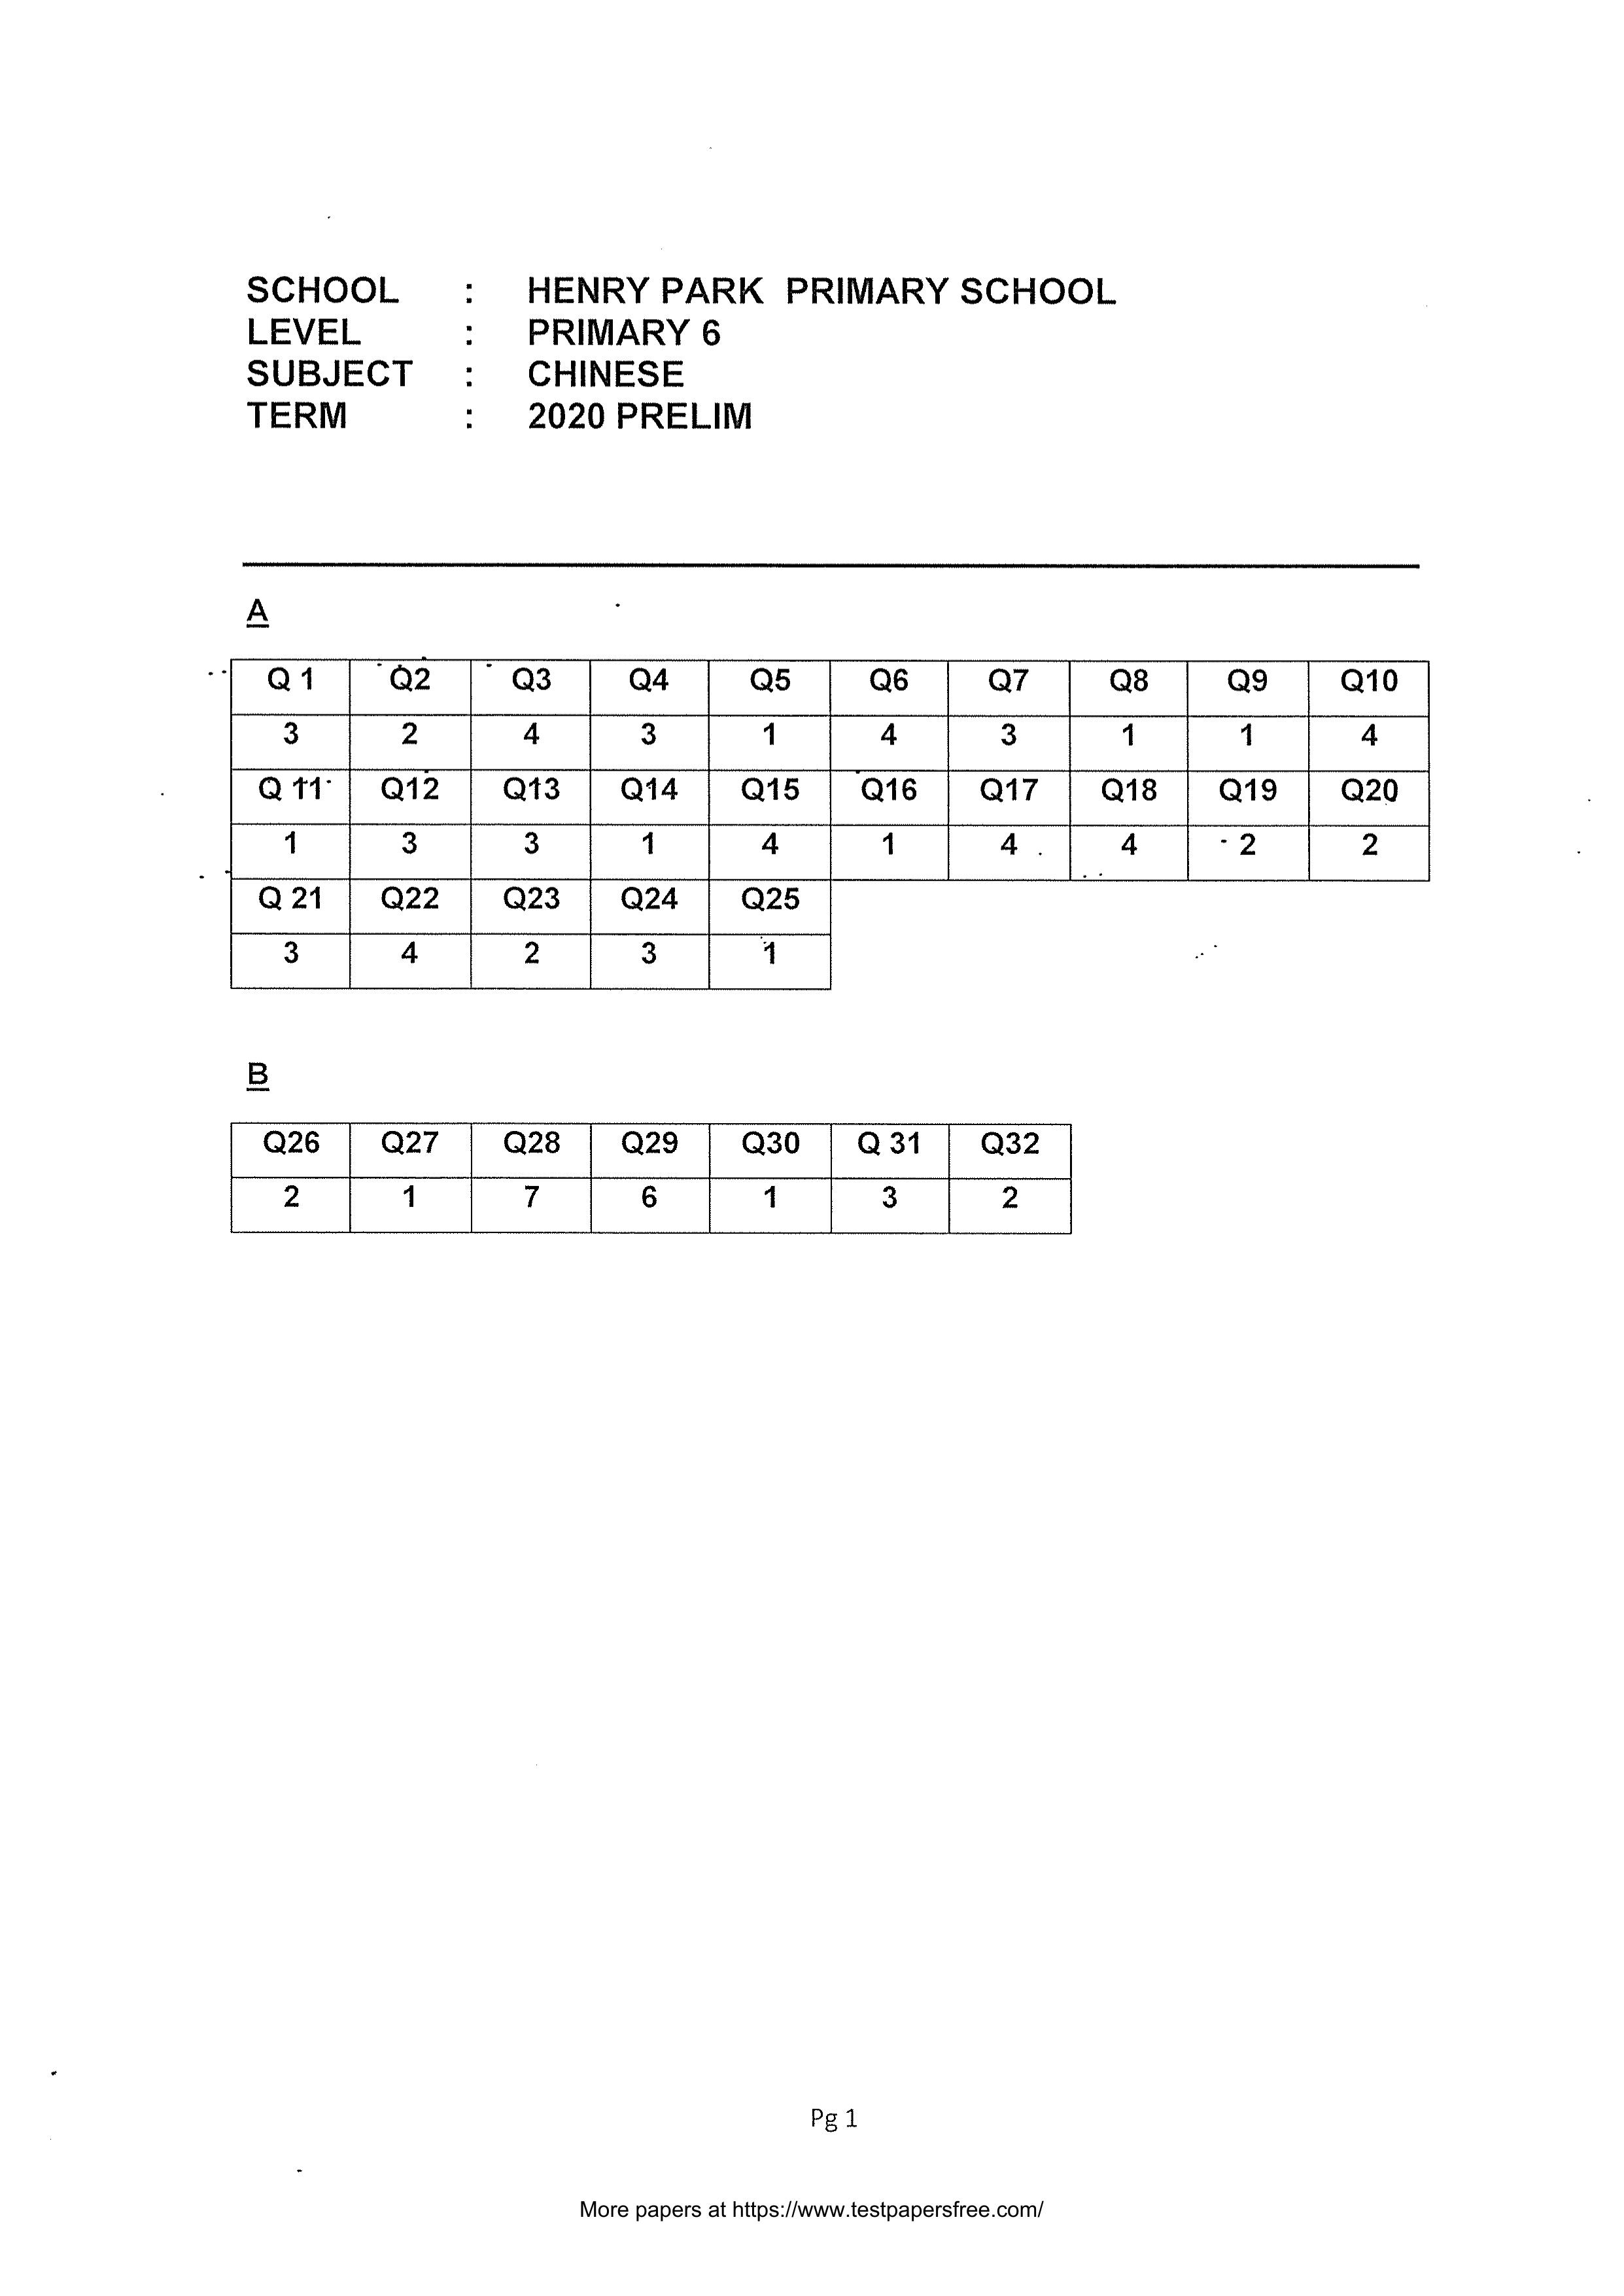 SCHOOL : HENRY PARK PRIMARY SCHOOL
LEVEL : PRIMARY 6
SUBJECT : CHINESE
TERM : 2020 PRELIM
A
Q 1 Q2 Q3 Q4 Q5 Q6 Q7 Q8 Q9 Q10
3 2 4 3 1 4 3 1 1 4
Q 11 Q12 Q13 Q14 Q15 Q16 Q17 Q18 Q19 Q20
1 3 3 1 4 1 4 4 2 2
Q 21 Q22 Q23 Q24 Q25
3 4 2 3 1
B
Q26 Q27 Q28 Q29 Q30 Q 31 Q32
2 1 7 6 1 3 2
Pg 1
More papers at https://www.testpapersfree.com/